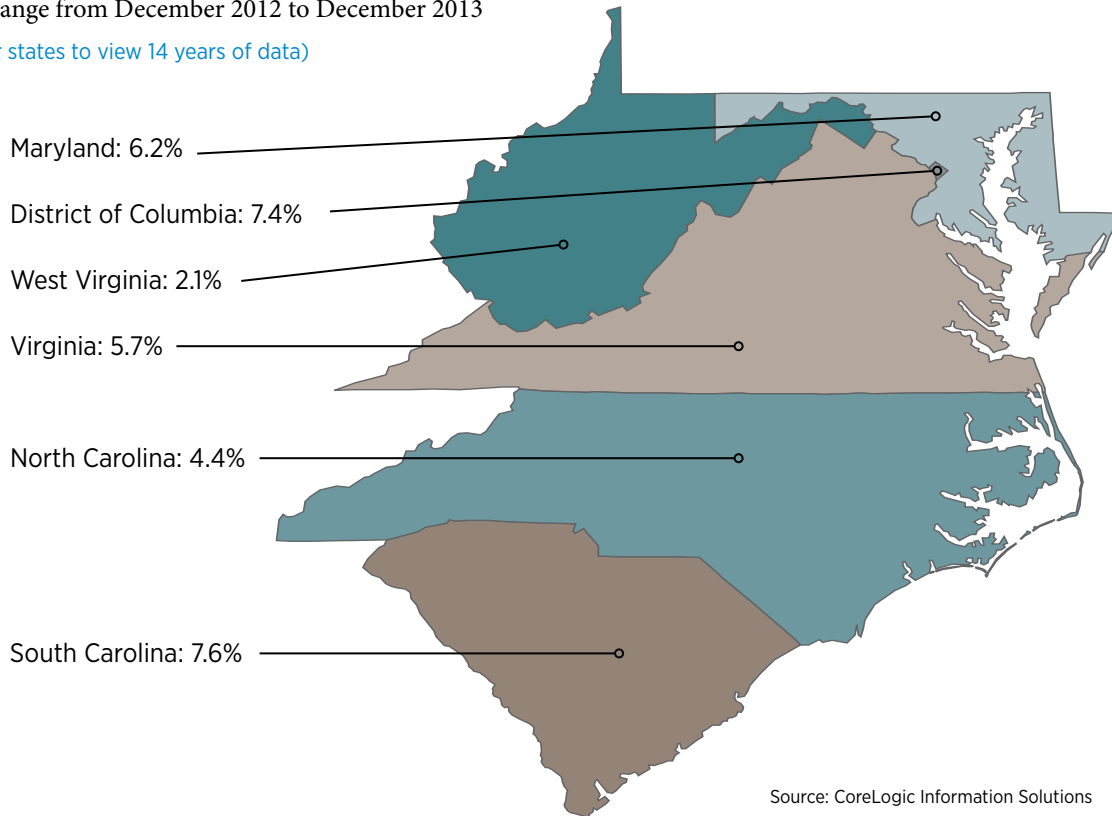 ange from December 2012 to December 2013
states to view 14 years of data)
Maryland: 6.2%
District of Columbia: 7.4%
West Virginia: 2.1%
Virginia: 5.7%
North Carolina: 4.4%
South Carolina: 7.6%
Source: CoreLogic Information Solutions